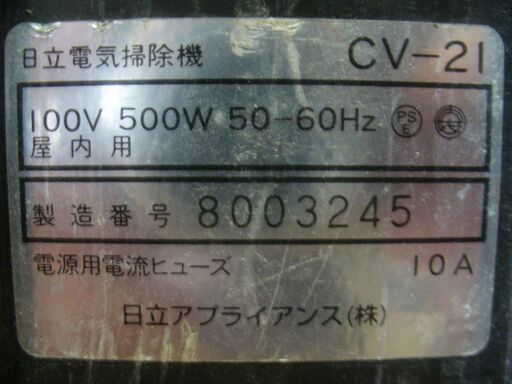 日立電気掃除機 CV-21
100V 500W 50-60Hz PSE
屋内用
製造番号 8003245
電源用電流ヒューズ 10A
日立アプライアンス(株)